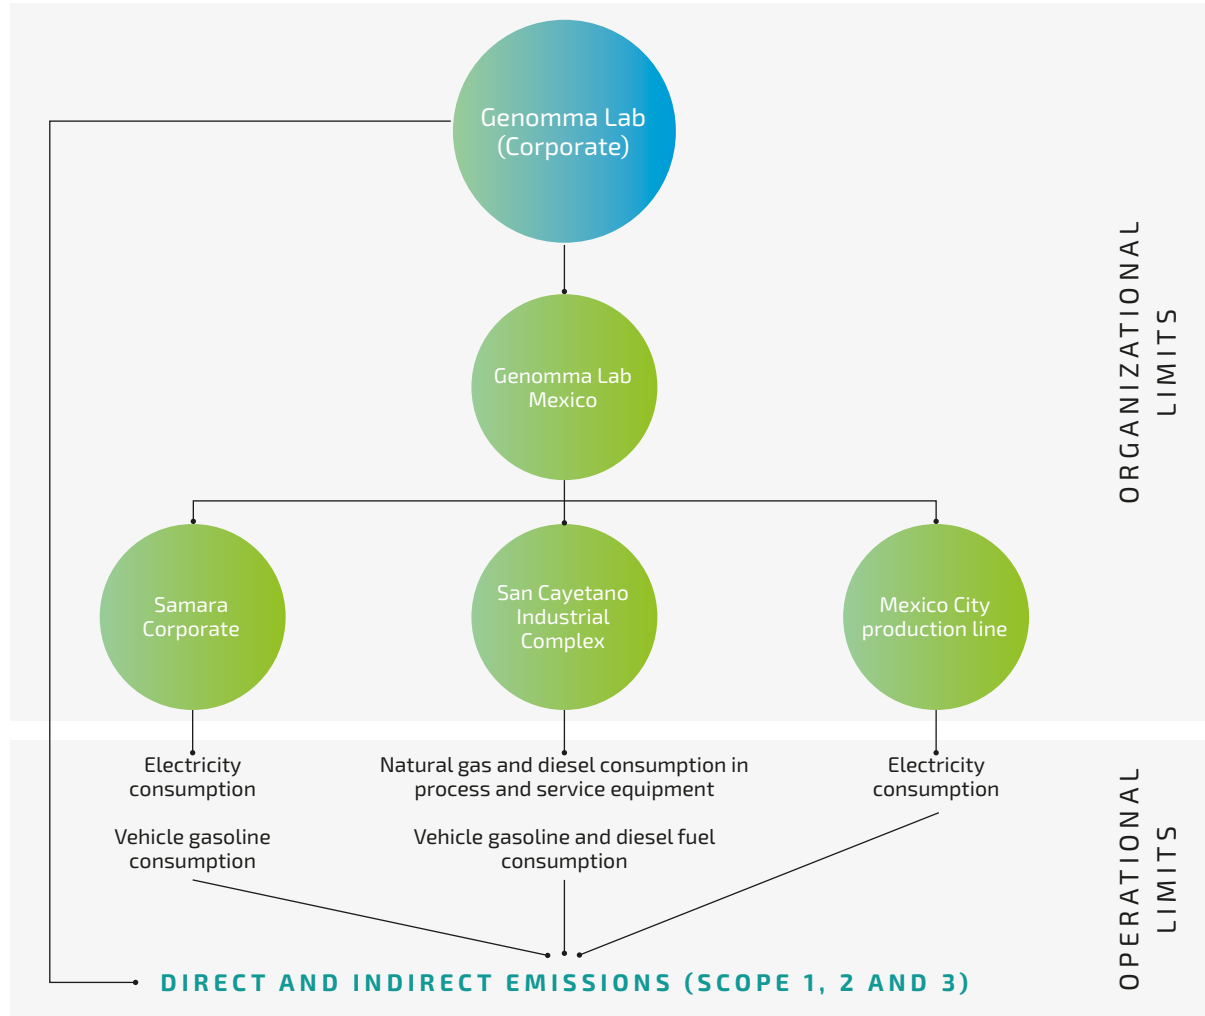 Genomma Lab
(Corporate)
Genomma Lab
Mexico
ORGANIZATIONAL
LIMITS
Samara
Corporate
San Cayetano
Industrial
Complex
Mexico City
production line
Electricity
consumption
Vehicle gasoline
consumption
Natural gas and diesel consumption in
process and service equipment
Vehicle gasoline and diesel fuel
consumption
Electricity
consumption
OPERATIONAL
LIMITS
DIRECT AND INDIRECT EMISSIONS (SCOPE 1, 2 AND 3)